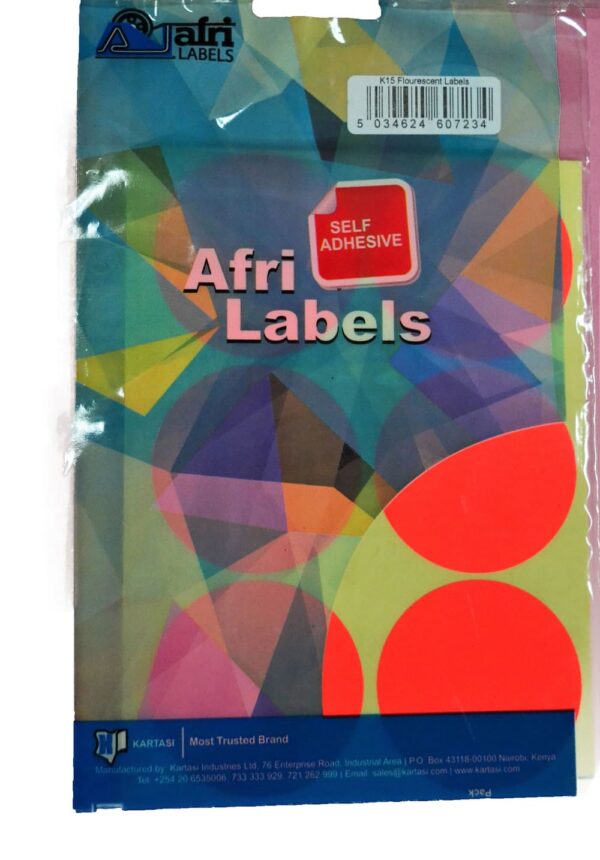 afri
LABELS
K15 Flourescent Labels
5 034624 607234
SELF
ADHESIVE
Afri
Labels
KARTASI
Most Trusted Brand
Manufactured by: Kartasi Industries Ltd, 76 Enterprise Road, Industrial Area | P.O. Box 43118-00100 Nairobi, Kenya
Tel: +254 20 6535006, 733 333 929, 721 262 999 | Email: sales@kartasi.com | www.kartasi.com
Pack